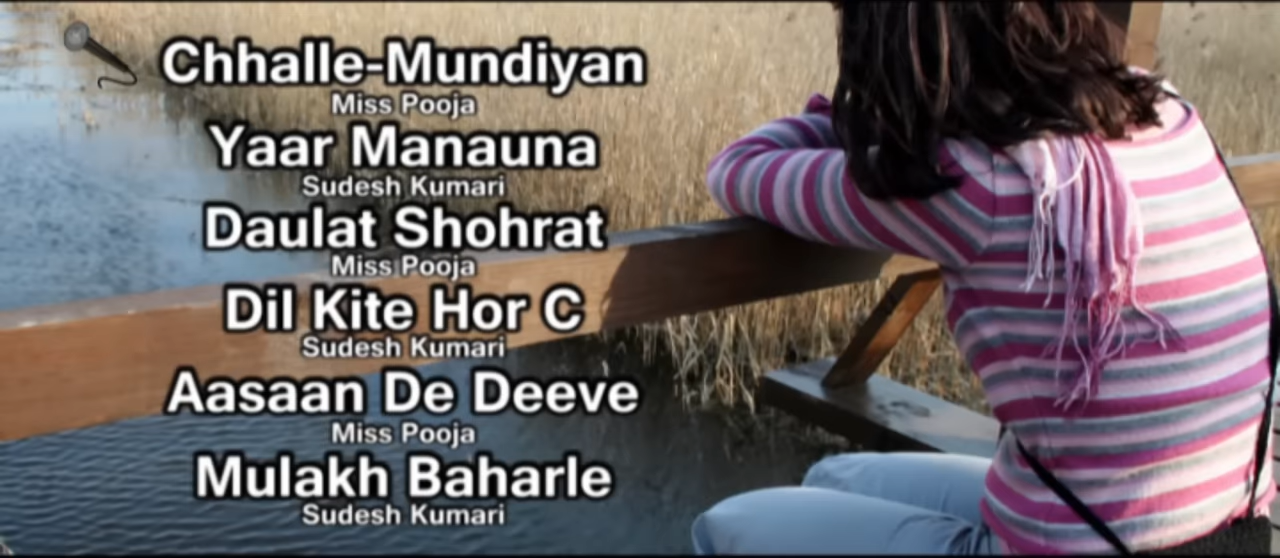 Chhalle-Mundiyan
Miss Pooja
Yaar Manauna
Sudesh Kumari
Daulat Shohrat
Miss Pooja
Dil Kite Hor C
Sudesh Kumari
Aasaan De Deeve
Miss Pooja
Mulakh Baharle
Sudesh Kumari